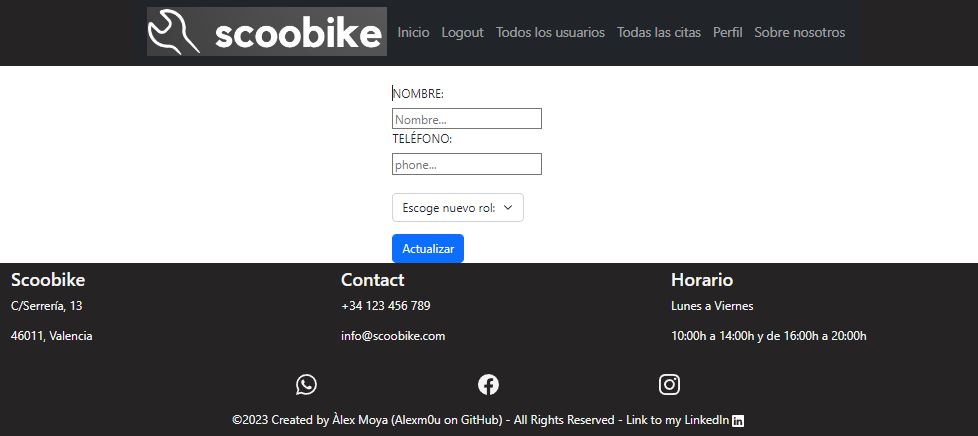 scoobike Inicio Logout Todos los usuarios Todas las citas Perfil Sobre nosotros
NOMBRE:
Nombre...
TELÉFONO:
phone...
Escoge nuevo rol:
Actualizar
Scoobike
C/Serrería, 13
46011, Valencia
Contact
+34 123 456 789
info@scoobike.com
Horario
Lunes a Viernes
10:00h a 14:00h y de 16:00h a 20:00h
©2023 Created by Àlex Moya (Alexm0u on GitHub) - All Rights Reserved - Link to my LinkedIn in